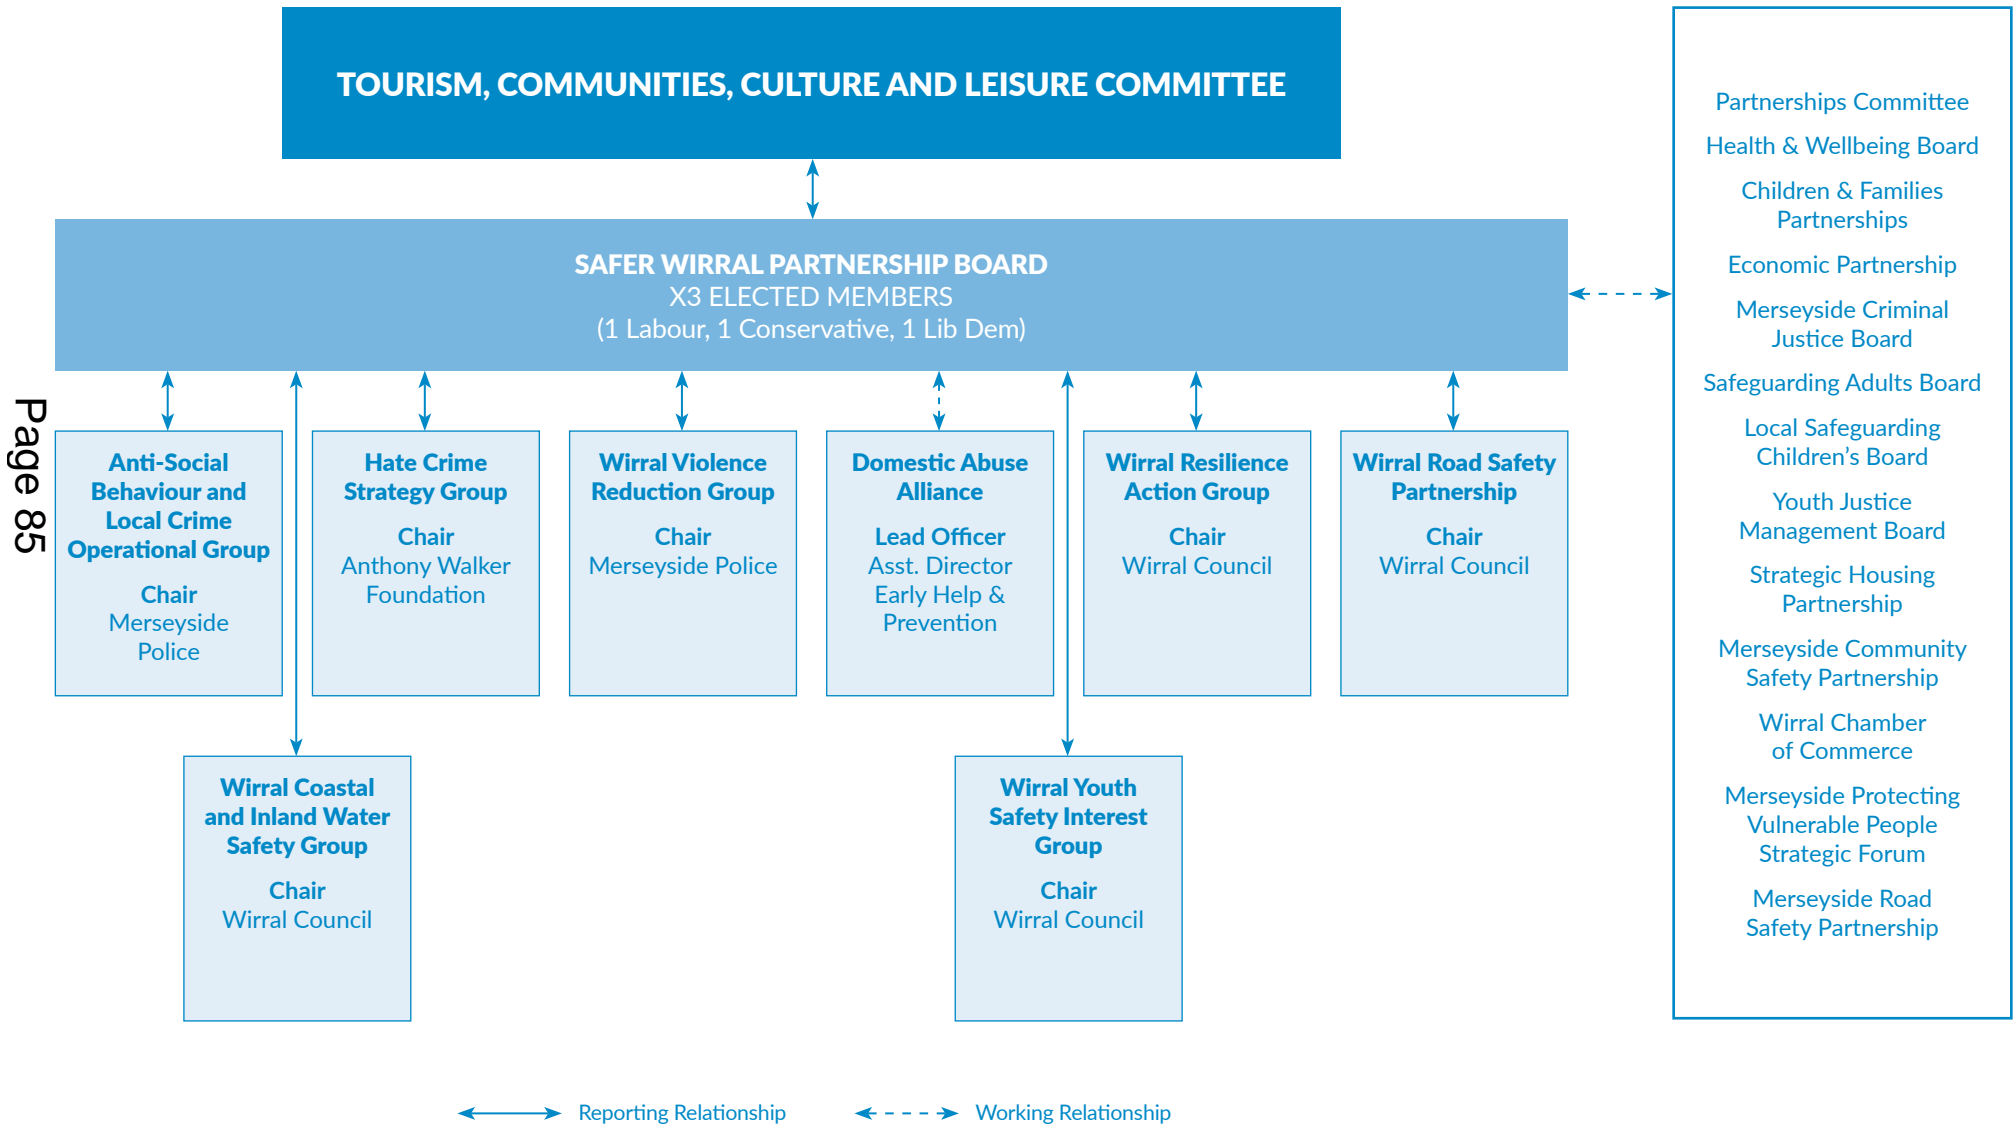 TOURISM, COMMUNITIES, CULTURE AND LEISURE COMMITTEE
SAFER WIRRAL PARTNERSHIP BOARD
X3 ELECTED MEMBERS
(1 Labour, 1 Conservative, 1 Lib Dem)
Anti-Social
Behaviour and
Local Crime
Operational Group
Chair
Merseyside
Police
Hate Crime
Strategy Group
Chair
Anthony Walker
Foundation
Wirral Violence
Reduction Group
Chair
Merseyside Police
Domestic Abuse
Alliance
Lead Officer
Asst. Director
Early Help &
Prevention
Wirral Resilience
Action Group
Chair
Wirral Council
Wirral Road Safety
Partnership
Chair
Wirral Council
Wirral Coastal
and Inland Water
Safety Group
Chair
Wirral Council
Wirral Youth
Safety Interest
Group
Chair
Wirral Council
Partnerships Committee
Health & Wellbeing Board
Children & Families
Partnerships
Economic Partnership
Merseyside Criminal
Justice Board
Safeguarding Adults Board
Local Safeguarding
Children’s Board
Youth Justice
Management Board
Strategic Housing
Partnership
Merseyside Community
Safety Partnership
Wirral Chamber
of Commerce
Merseyside Protecting
Vulnerable People
Strategic Forum
Merseyside Road
Safety Partnership
Reporting Relationship
Working Relationship
Page 85